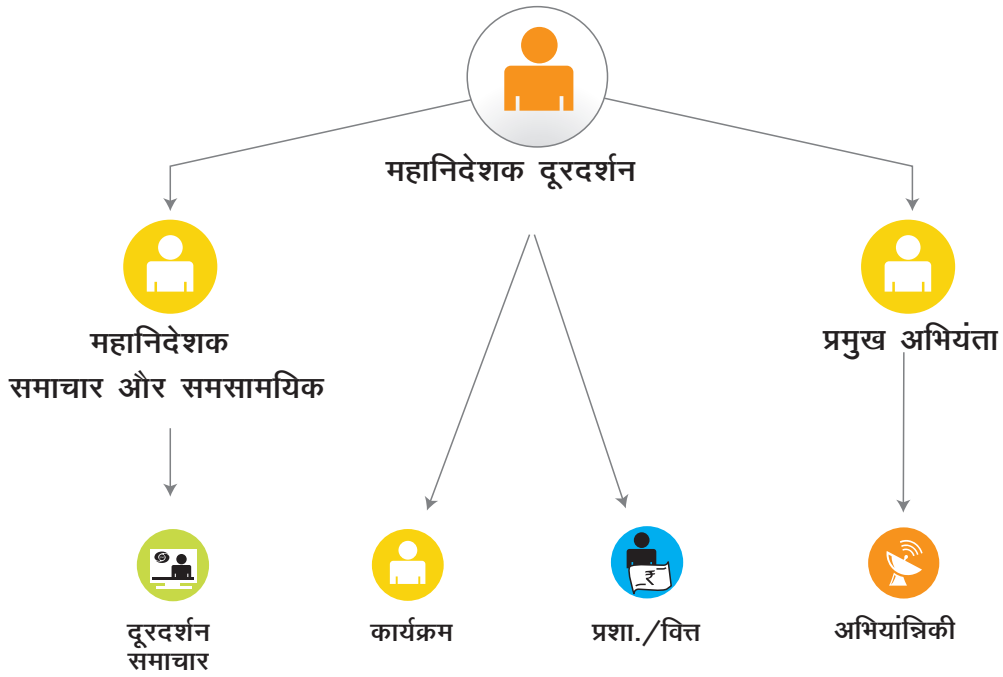 महानिदेशक दूरदर्शन
महानिदेशक
समाचार और समसामयिक
प्रमुख अभियंता
₹
दूरदर्शन
समाचार
कार्यक्रम
प्रशा./वित्त
अभियांन्निकी